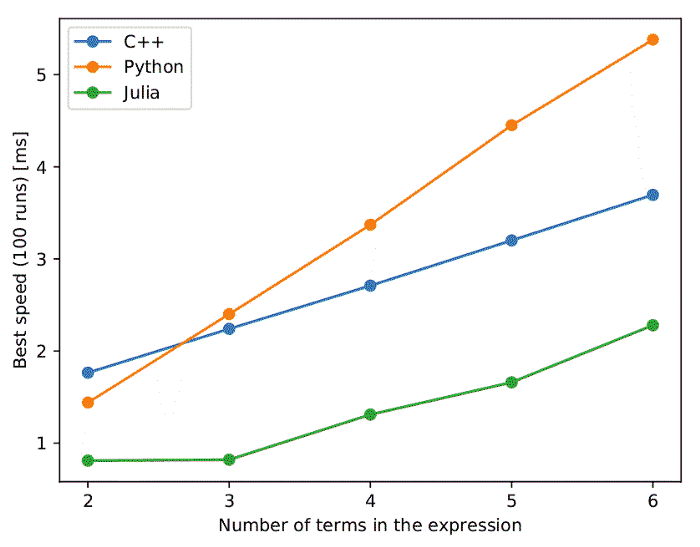 C++
Python
Julia
5
4
3
2
1
Best speed (100 runs) [ms]
2 3 4 5 6
Number of terms in the expression